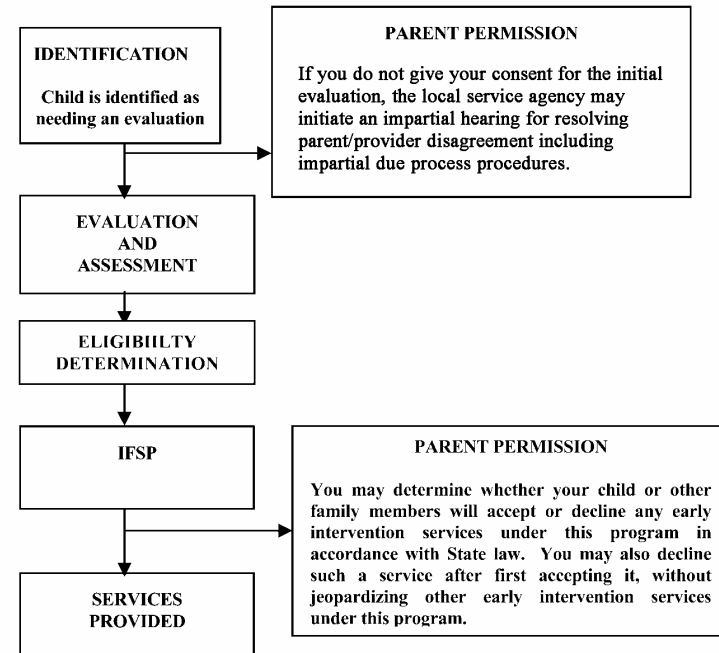 IDENTIFICATION
Child is identified as
needing an evaluation
PARENT PERMISSION
If you do not give your consent for the initial
evaluation, the local service agency may
initiate an impartial hearing for resolving
parent/provider disagreement including
impartial due process procedures.
EVALUATION
AND
ASSESSMENT
ELIGIBIILTY
DETERMINATION
IFSP
PARENT PERMISSION
You may determine whether your child or other
family members will accept or decline any early
intervention services under this program in
accordance with State law. You may also decline
such a service after first accepting it, without
jeopardizing other early intervention services
under this program.
SERVICES
PROVIDED